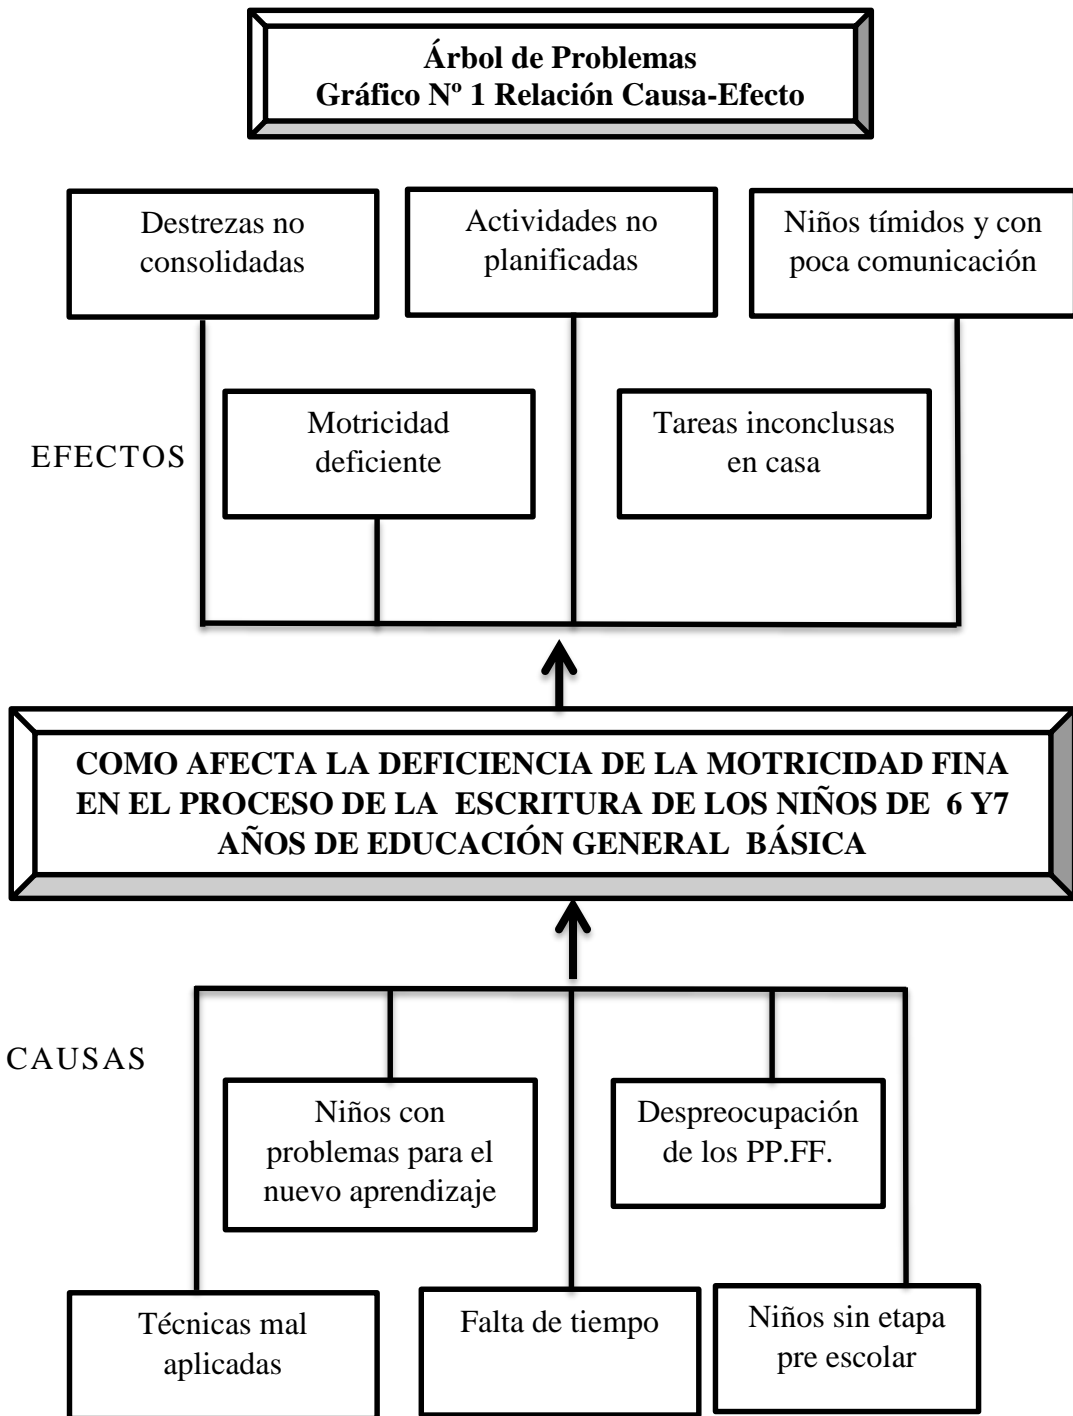 Árbol de Problemas
Gráfico Nº 1 Relación Causa-Efecto
Destrezas no
consolidadas
Actividades no
planificadas
Niños tímidos y con
poca comunicación
EFECTOS
Motricidad
deficiente
Tareas inconclusas
en casa
COMO AFECTA LA DEFICIENCIA DE LA MOTRICIDAD FINA
EN EL PROCESO DE LA ESCRITURA DE LOS NIÑOS DE 6 Y7
AÑOS DE EDUCACIÓN GENERAL BÁSICA
CAUSAS
Niños con
problemas para el
nuevo aprendizaje
Despreocupación
de los PP.FF.
Técnicas mal
aplicadas
Falta de tiempo
Niños sin etapa
pre escolar